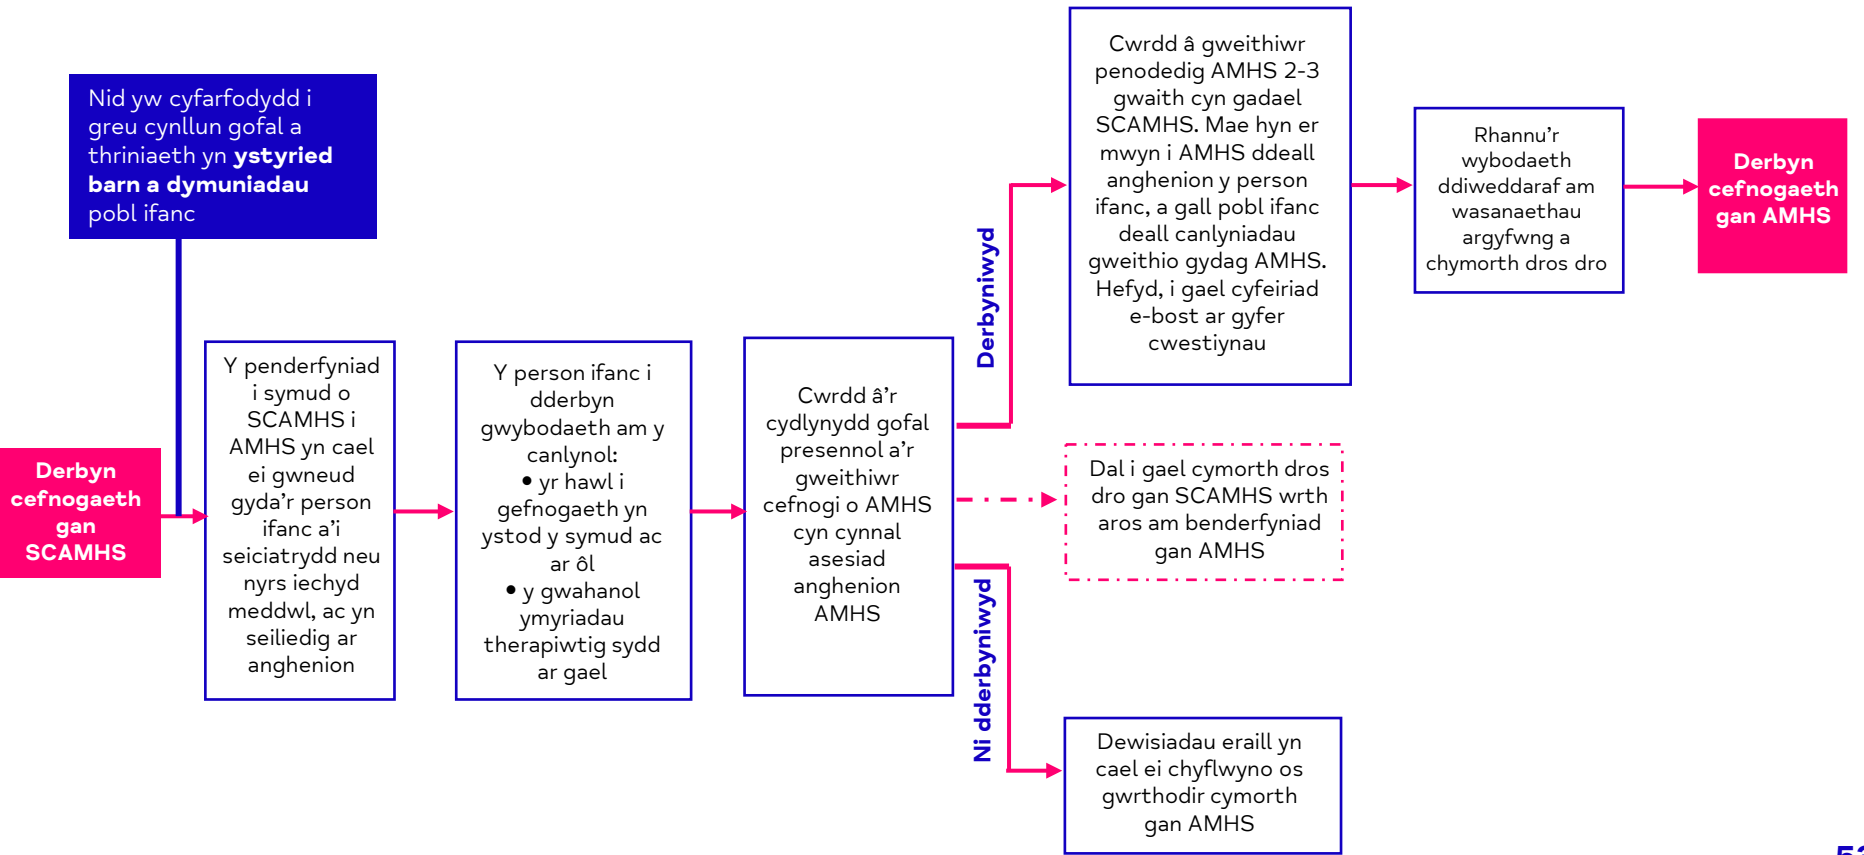 Nid yw cyfarfodydd i
greu cynllun gofal a
thriniaeth yn ystyried
barn a dymuniadau
pobl ifanc
Derbyn
cefnogaeth
gan
SCAMHS
Y penderfyniad
i symud o
SCAMHS i
AMHS yn cael
ei gwneud
gyda'r person
ifanc a'i
seiciatrydd neu
nyrs iechyd
meddwl, ac yn
seiliedig ar
anghenion
Y person ifanc i
dderbyn
gwybodaeth am y
canlynol:
• yr hawl i
gefnogaeth yn
ystod y symud ac
ar ôl
• y gwahanol
ymyriadau
therapiwtig sydd
ar gael
Cwrdd â'r
cydlynydd gofal
presennol a'r
gweithiwr
cefnogi o AMHS
cyn cynnal
asesiad
anghenion
AMHS
Derbyniwyd
Cwrdd â gweithiwr
penodedig AMHS 2-3
gwaith cyn gadael
SCAMHS. Mae hyn er
mwyn i AMHS ddeall
anghenion y person
ifanc, a gall pobl ifanc
deall canlyniadau
gweithio gydag AMHS.
Hefyd, i gael cyfeiriad
e-bost ar gyfer
cwestiynau
Rhannu'r
wybodaeth
ddiweddaraf am
wasanaethau
argyfwng a
chymorth dros dro
Derbyn
cefnogaeth
gan AMHS
Dal i gael cymorth dros
dro gan SCAMHS wrth
aros am benderfyniad
gan AMHS
Ni dderbyniwyd
Dewisiadau eraill yn
cael ei chyflwyno os
gwrthodir cymorth
gan AMHS